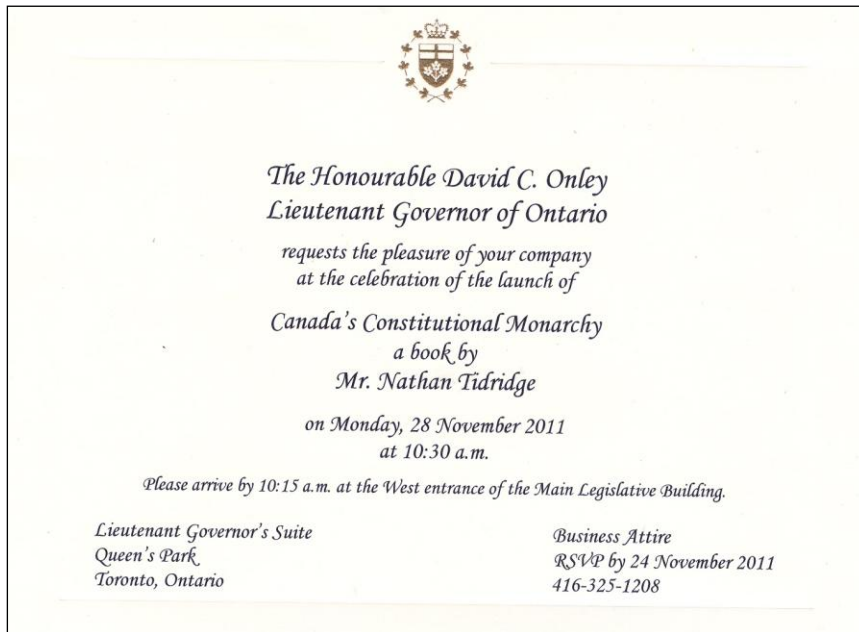 The Honourable David C. Onley
Lieutenant Governor of Ontario
requests the pleasure of your company
at the celebration of the launch of
Canada's Constitutional Monarchy
a book by
Mr. Nathan Tidridge
on Monday, 28 November 2011
at 10:30 a.m.
Please arrive by 10:15 a.m. at the West entrance of the Main Legislative Building.
Lieutenant Governor's Suite
Queen's Park
Toronto, Ontario
Business Attire
RSVP by 24 November 2011
416-325-1208